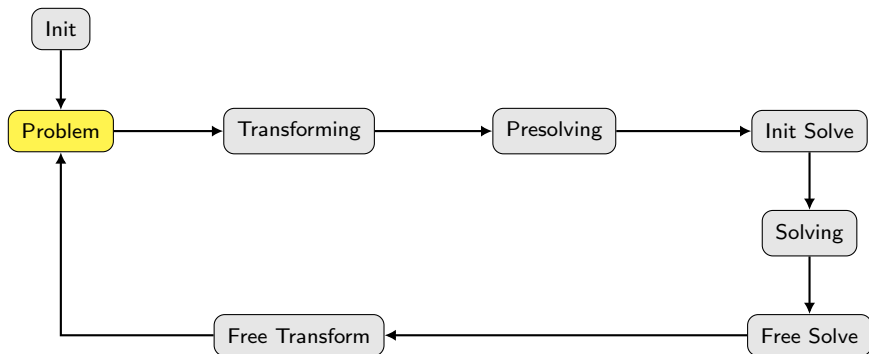 Init
Problem
Transforming
Presolving
Init Solve
Solving
Free Transform
Free Solve